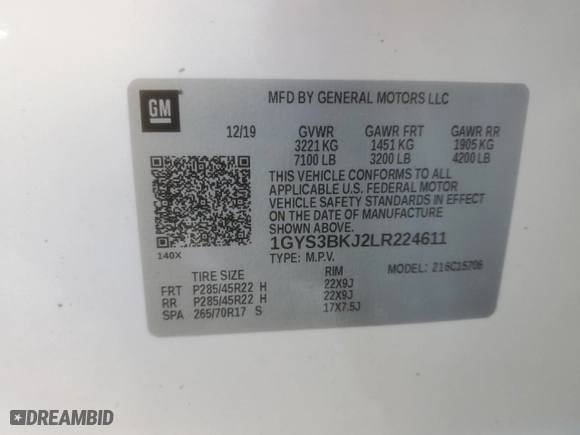 GM
MFD BY GENERAL MOTORS LLC
12/19 GVWR GAWR FRT GAWR RR
3221 KG 1451 KG 1905 KG
7100 LB 3200 LB 4200 LB
THIS VEHICLE CONFORMS TO ALL
APPLICABLE U.S. FEDERAL MOTOR
VEHICLE SAFETY STANDARDS IN EFFECT
ON THE DATE OF MANUFACTURE
SHOWN ABOVE.
1GYS3BKJ2LR224611
140X
TYPE: M.P.V. MODEL: 216C15706
TIRE SIZE RIM
FRT P285/45R22 H 22X9J
RR P285/45R22 H 22X9J
SPA 265/70R17 S 17X7.5J
DREAMBID